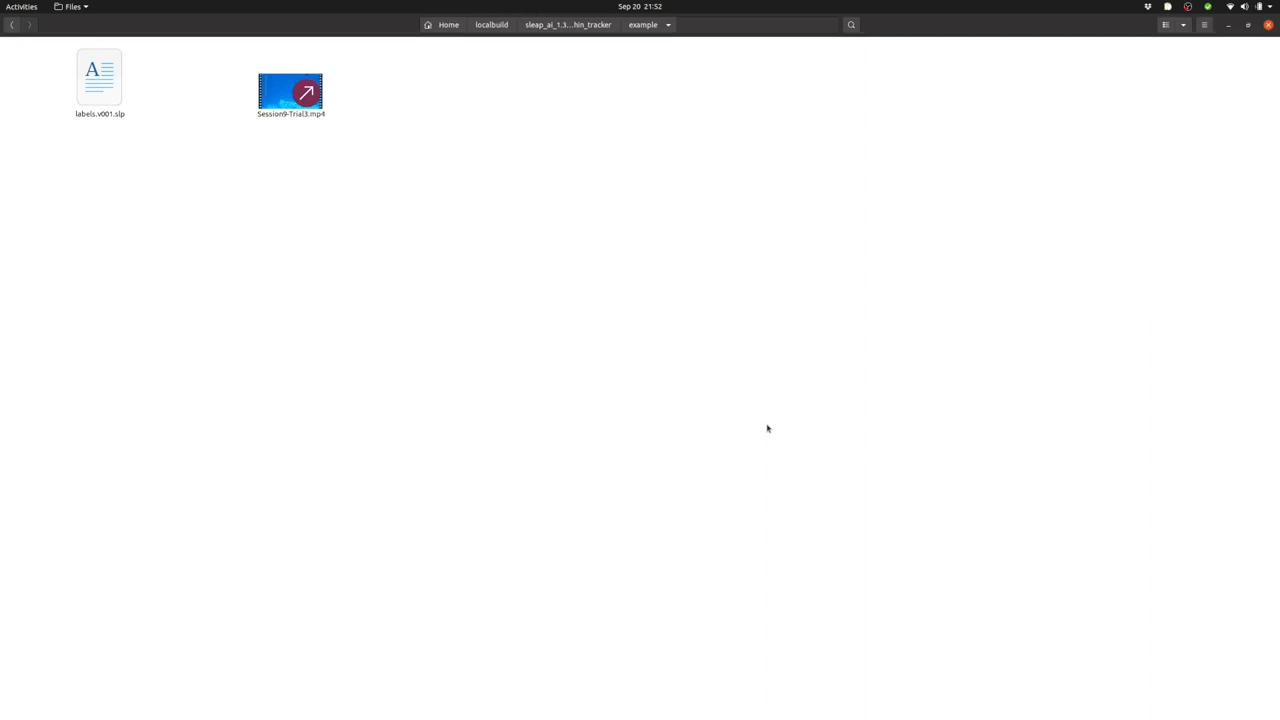 Activities Files Sep 20 21:52
Home localbuild sleap_ai_1.3...hin_tracker example
A
labels.v001.slp Session9-Trial3.mp4